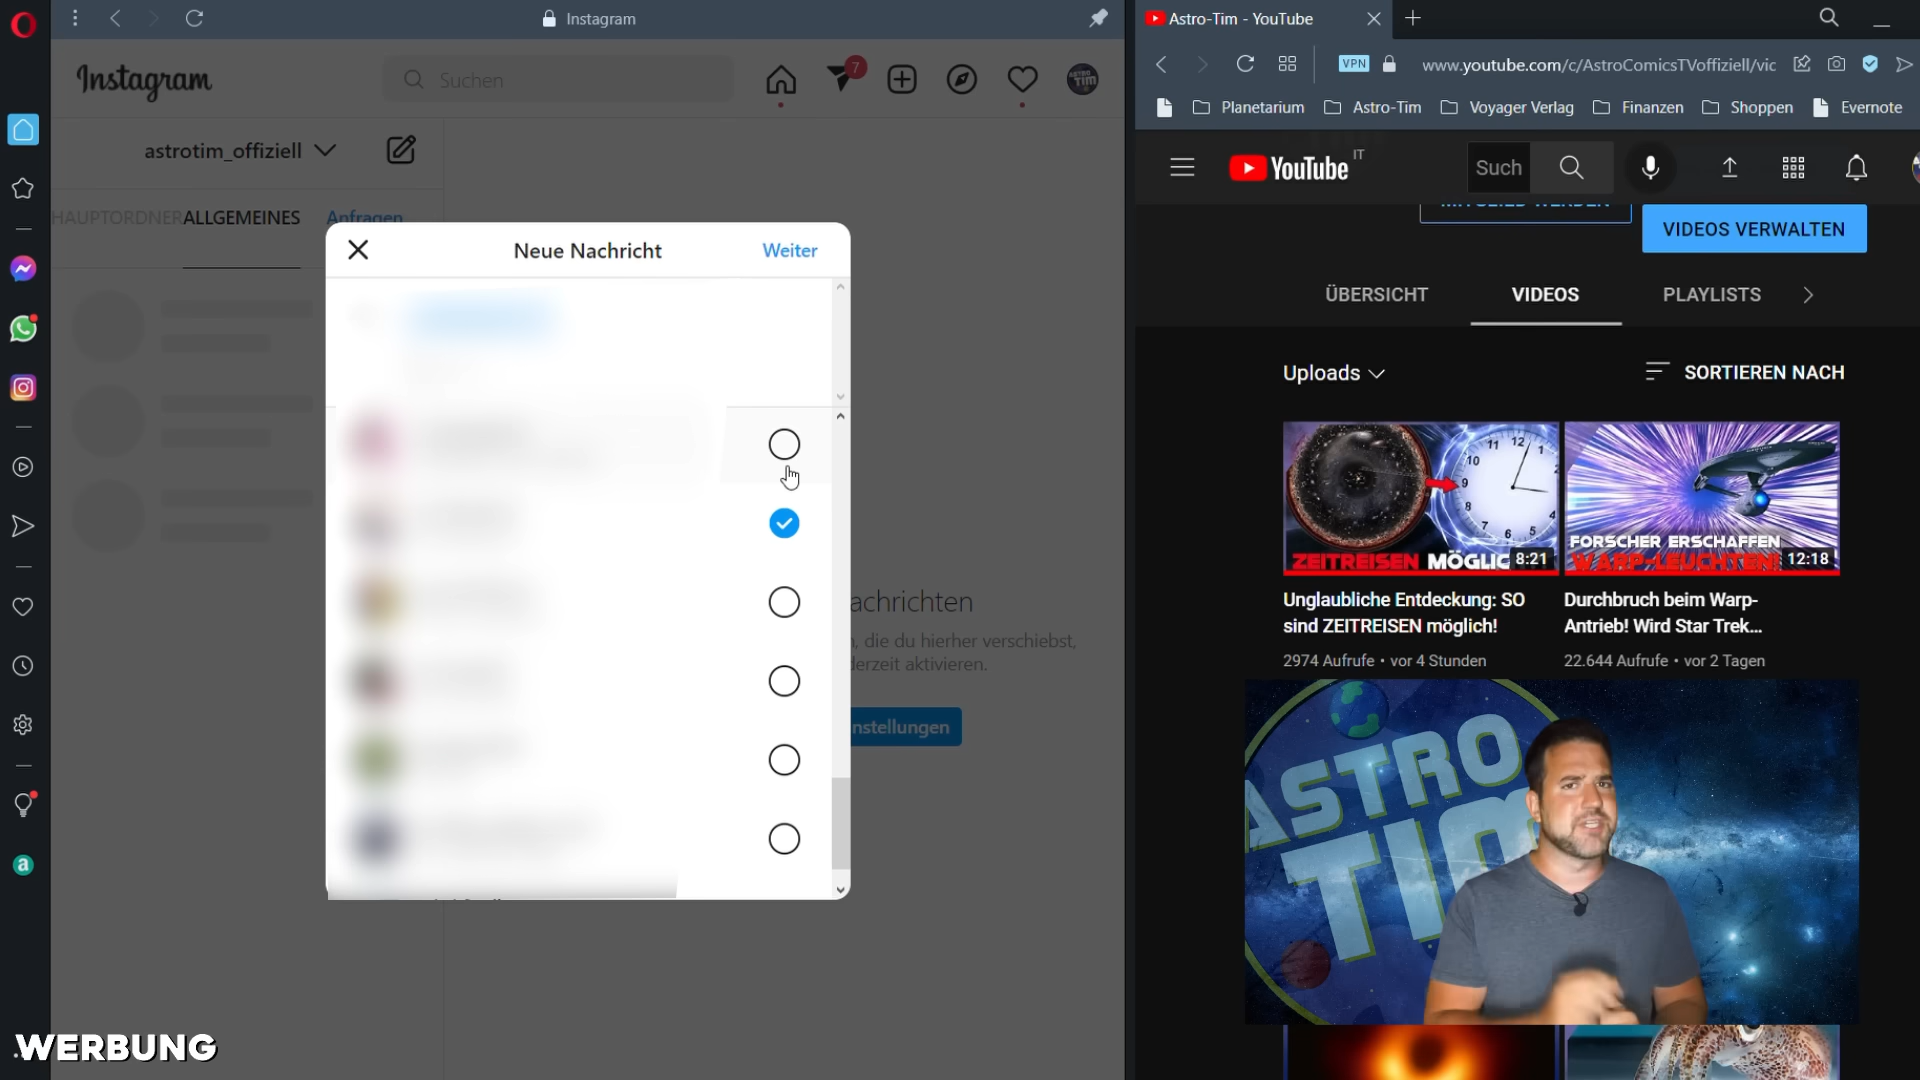 Instagram
Instagram
Suchen
7
astrotim_offiziell
HAUPTORDNER
ALLGEMEINES
Anfragen
Neue Nachricht
Weiter
achrichten
, die du hierher verschiebst,
derzeit aktivieren.
nstellungen
WERBUNG
Astro-Tim - YouTube
VPN
www.youtube.com/c/AstroComicsTVoffiziell/vic
Planetarium
Astro-Tim
Voyager Verlag
Finanzen
Shoppen
Evernote
YouTube IT
Such
MITGLIED WERDEN
VIDEOS VERWALTEN
ÜBERSICHT
VIDEOS
PLAYLISTS
Uploads
SORTIEREN NACH
ZEITREISEN MÖGLIC
8:21
FORSCHER ERSCHAFFEN
WARP-LEUCHTEN!
12:18
Unglaubliche Entdeckung: SO
sind ZEITREISEN möglich!
2974 Aufrufe • vor 4 Stunden
Durchbruch beim Warp-
Antrieb! Wird Star Trek...
22.644 Aufrufe • vor 2 Tagen
ASTRO
TIM